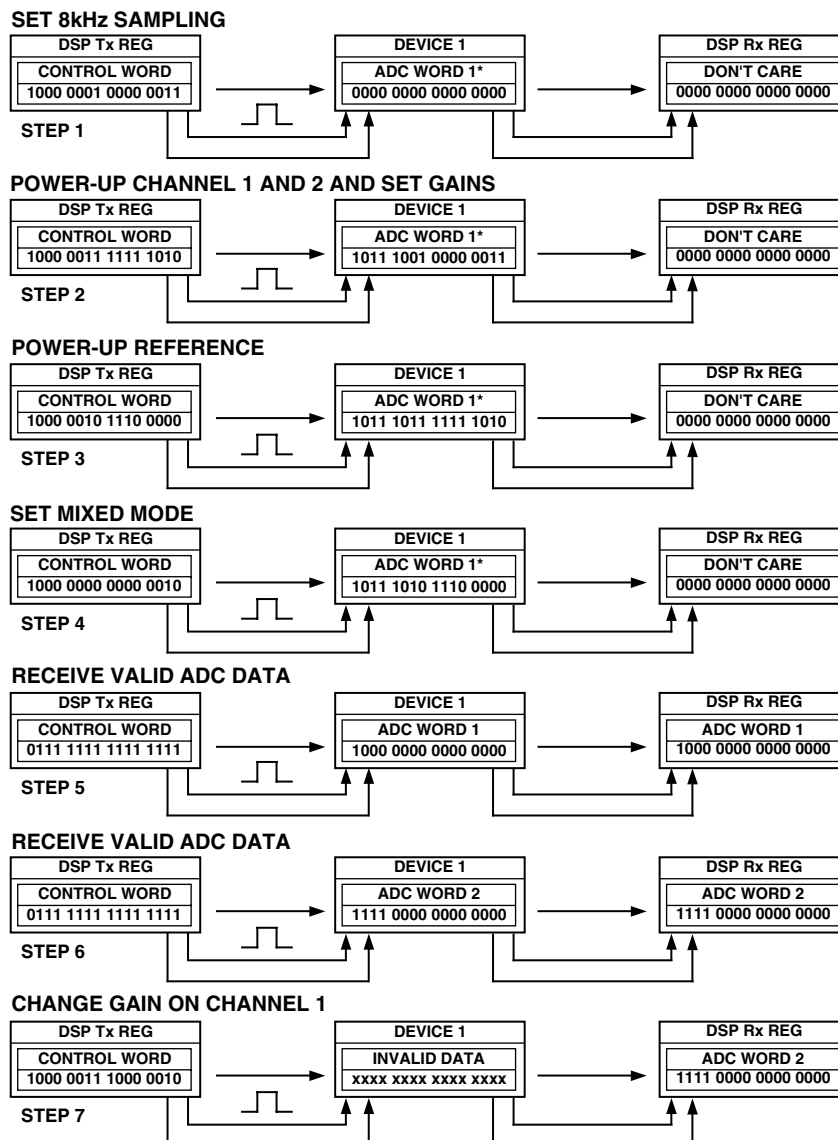 SET 8kHz SAMPLING
DSP Tx REG DEVICE 1 DSP Rx REG
CONTROL WORD ADC WORD 1* DON'T CARE
1000 0001 0000 0011 0000 0000 0000 0000 0000 0000 0000 0000
STEP 1
POWER-UP CHANNEL 1 AND 2 AND SET GAINS
DSP Tx REG DEVICE 1 DSP Rx REG
CONTROL WORD ADC WORD 1* DON'T CARE
1000 0011 1111 1010 1011 1001 0000 0011 0000 0000 0000 0000
STEP 2
POWER-UP REFERENCE
DSP Tx REG DEVICE 1 DSP Rx REG
CONTROL WORD ADC WORD 1* DON'T CARE
1000 0010 1110 0000 1011 1011 1111 1010 0000 0000 0000 0000
STEP 3
SET MIXED MODE
DSP Tx REG DEVICE 1 DSP Rx REG
CONTROL WORD ADC WORD 1* DON'T CARE
1000 0000 0000 0010 1011 1010 1110 0000 0000 0000 0000 0000
STEP 4
RECEIVE VALID ADC DATA
DSP Tx REG DEVICE 1 DSP Rx REG
CONTROL WORD ADC WORD 1 ADC WORD 1
0111 1111 1111 1111 1000 0000 0000 0000 1000 0000 0000 0000
STEP 5
RECEIVE VALID ADC DATA
DSP Tx REG DEVICE 1 DSP Rx REG
CONTROL WORD ADC WORD 2 ADC WORD 2
0111 1111 1111 1111 1111 0000 0000 0000 1111 0000 0000 0000
STEP 6
CHANGE GAIN ON CHANNEL 1
DSP Tx REG DEVICE 1 DSP Rx REG
CONTROL WORD INVALID DATA ADC WORD 2
1000 0011 1000 0010 xxxx xxxx xxxx xxxx 1111 0000 0000 0000
STEP 7